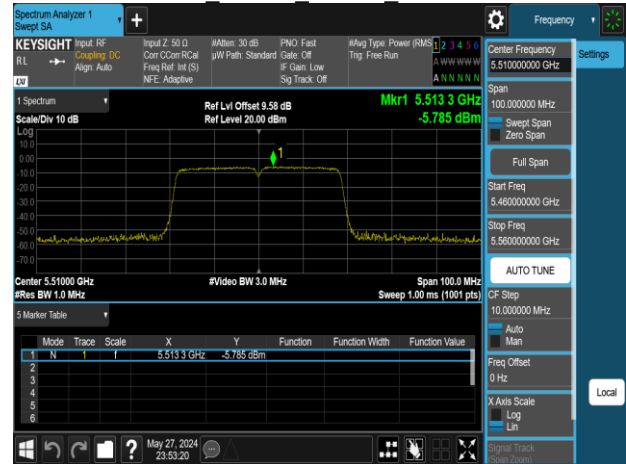 Spectrum Analyzer 1
Swept SA
+
Frequency
KEYSIGHT
RL
LXI
Input: RF
Coupling: DC
Align: Auto
Input Z: 50 Ω
Corr CCorr RCal
Freq Ref: Int (S)
NFE: Adaptive
#Atten: 30 dB
µW Path: Standard
PNO: Fast
Gate: Off
IF Gain: Low
Sig Track: Off
#Avg Type: Power (RMS
Trig: Free Run
1 2 3 4 5 6
A W W W W W
A N N N N N
1 Spectrum
Scale/Div 10 dB
Ref Lvl Offset 9.58 dB
Ref Level 20.00 dBm
Mkr1 5.513 3 GHz
-5.785 dBm
Log
10.0
0.00
-10.0
-20.0
-30.0
-40.0
-50.0
-60.0
-70.0
1
Center 5.51000 GHz
#Res BW 1.0 MHz
#Video BW 3.0 MHz
Span 100.0 MHz
Sweep 1.00 ms (1001 pts)
5 Marker Table
Mode Trace Scale X Y Function Function Width Function Value
1 N 1 f 5.513 3 GHz -5.785 dBm
2
3
4
5
6
May 27, 2024
23:53:20
?
Center Frequency
5.510000000 GHz
Span
100.000000 MHz
Swept Span
Zero Span
Full Span
Start Freq
5.460000000 GHz
Stop Freq
5.560000000 GHz
AUTO TUNE
CF Step
10.000000 MHz
Auto
Man
Freq Offset
0 Hz
X Axis Scale
Log
Lin
Signal Track
(Span Zoom)
Settings
Local